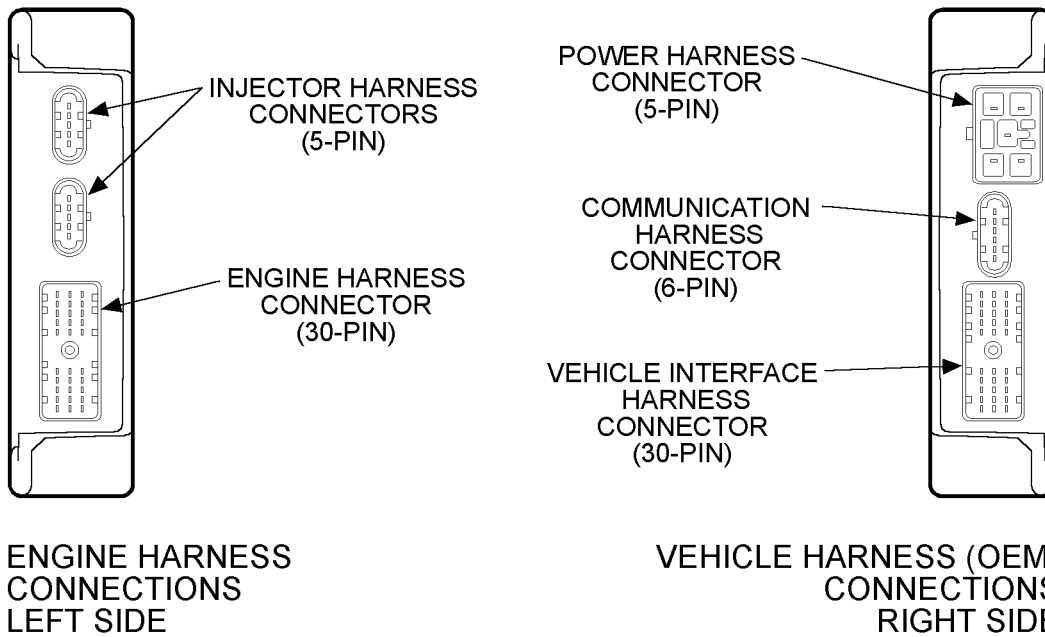 INJECTOR HARNESS
CONNECTORS
(5-PIN)
ENGINE HARNESS
CONNECTOR
(30-PIN)
POWER HARNESS
CONNECTOR
(5-PIN)
COMMUNICATION
HARNESS
CONNECTOR
(6-PIN)
VEHICLE INTERFACE
HARNESS
CONNECTOR
(30-PIN)
ENGINE HARNESS
CONNECTIONS
LEFT SIDE
VEHICLE HARNESS (OEM
CONNECTIONS
RIGHT SIDE